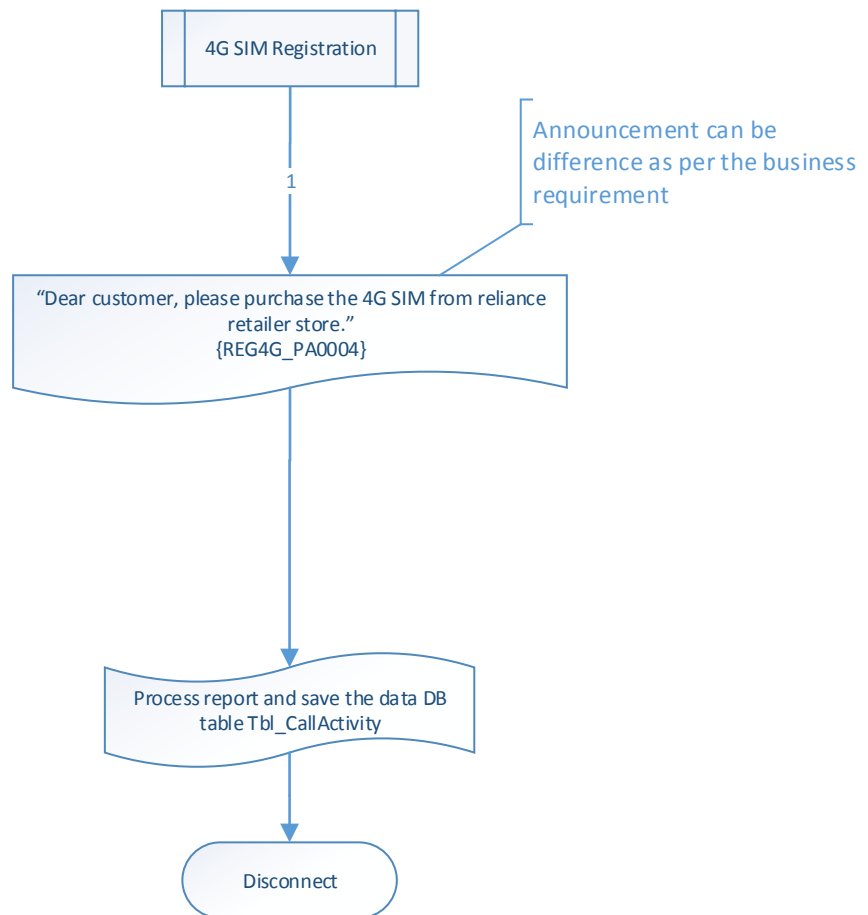 4G SIM Registration
Announcement can be
difference as per the business
requirement
1
“Dear customer, please purchase the 4G SIM from reliance
retailer store.”
{REG4G_PA0004}
Process report and save the data DB
table Tbl_CallActivity
Disconnect